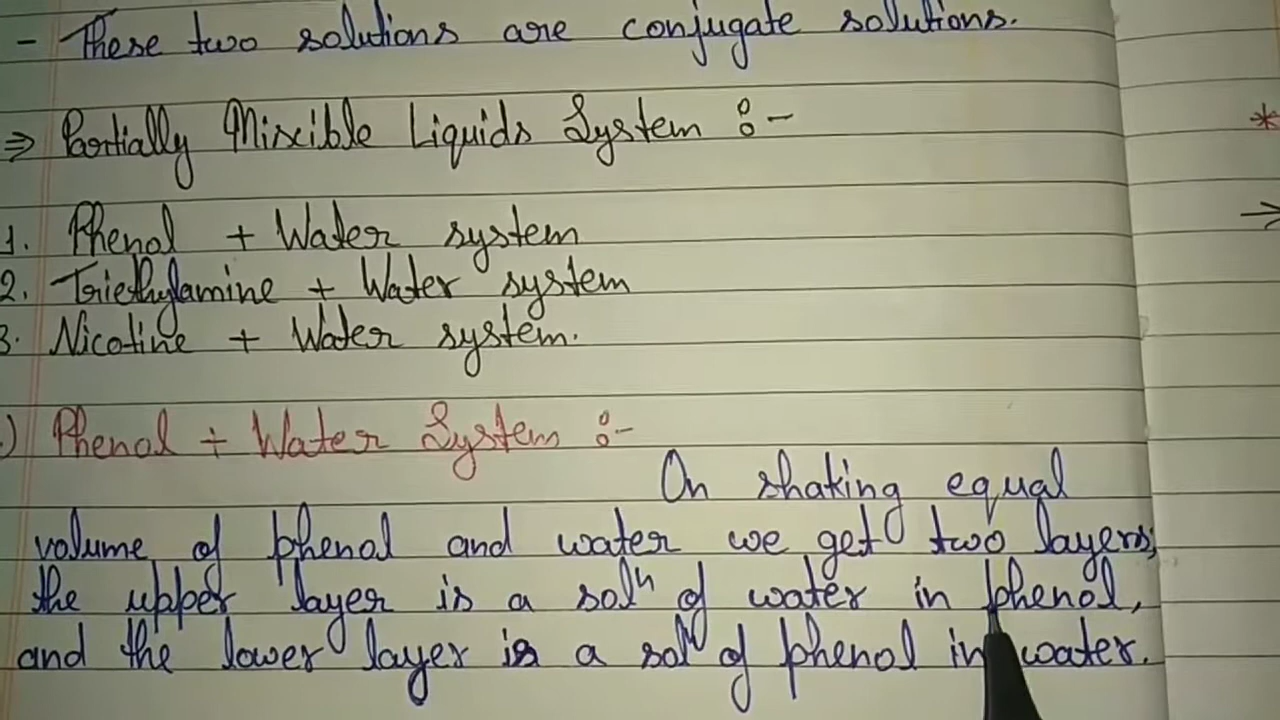 - These two solutions are conjugate solutions.
⇒ Partially Miscible Liquids System :-
1. Phenol + Water system
2. Triethylamine + Water system
3. Nicotine + Water system.
) Phenol + Water System :-
On shaking equal
volume of phenol and water we get two layers,
the upper layer is a solⁿ of water in phenol,
and the lower layer is a solⁿ of phenol in water.
*
→